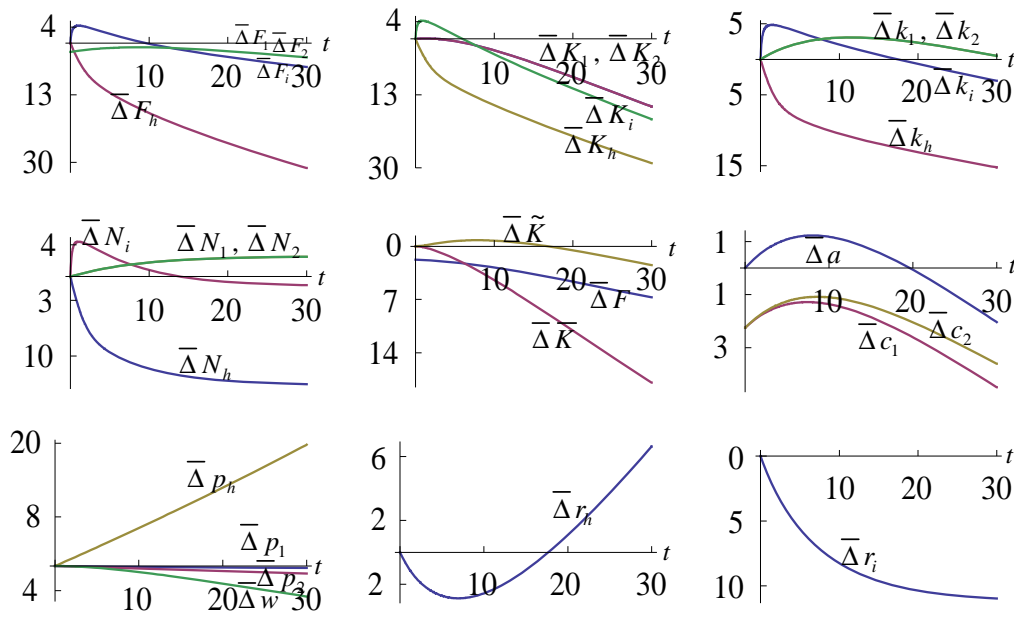 4
Δ̅F₁ Δ̅F₂
t
10 20 30
Δ̅Fᵢ
13
Δ̅Fₕ
30
4
Δ̅K₁ , Δ̅K₂
t
10 20 30
13
Δ̅Kᵢ
Δ̅Kₕ
30
5
Δ̅k₁ , Δ̅k₂
t
10 20 30
Δ̅kᵢ
5
Δ̅kₕ
15
4
Δ̅Nᵢ
Δ̅N₁ , Δ̅N₂
t
3
10 20 30
10
Δ̅Nₕ
Δ̅K̃
0
t
10 20 30
7
Δ̅F
Δ̅K̅
14
1
Δ̅a
t
10 20 30
1
Δ̅c₁
Δ̅c₂
3
20
Δ̅pₕ
8
Δ̅p₁
t
Δ̅p₂
4
10 20 30
Δ̅w
6
Δ̅rₕ
2
t
10 20 30
2
0
t
10 20 30
5
Δ̅rᵢ
10